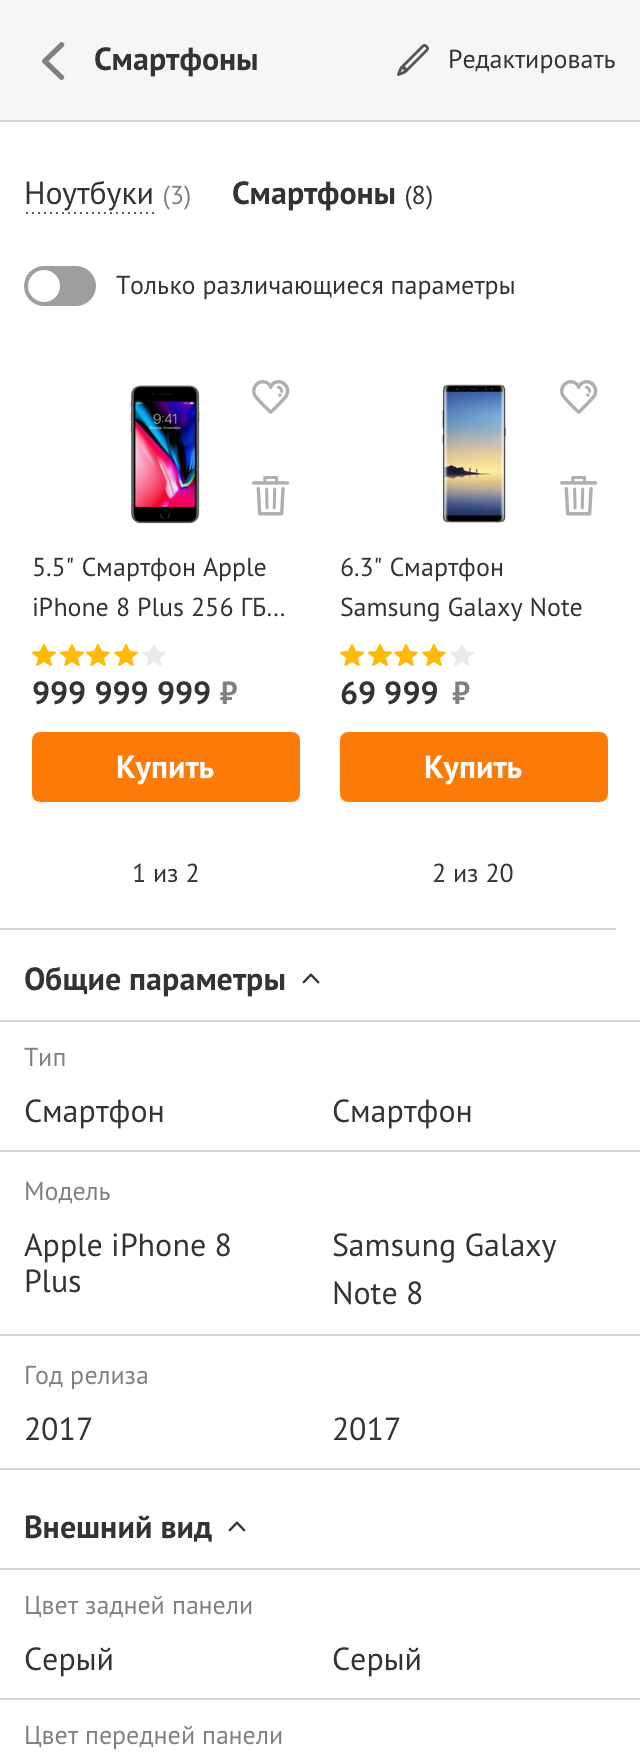 Смартфоны
Редактировать
Ноутбуки (3)
Смартфоны (8)
Только различающиеся параметры
9:41
5.5" Смартфон Apple
iPhone 8 Plus 256 ГБ...
999 999 999 ₽
Купить
1 из 2
6.3" Смартфон
Samsung Galaxy Note
69 999 ₽
Купить
2 из 20
Общие параметры
Тип
Смартфон
Смартфон
Модель
Apple iPhone 8
Plus
Samsung Galaxy
Note 8
Год релиза
2017
2017
Внешний вид
Цвет задней панели
Серый
Серый
Цвет передней панели